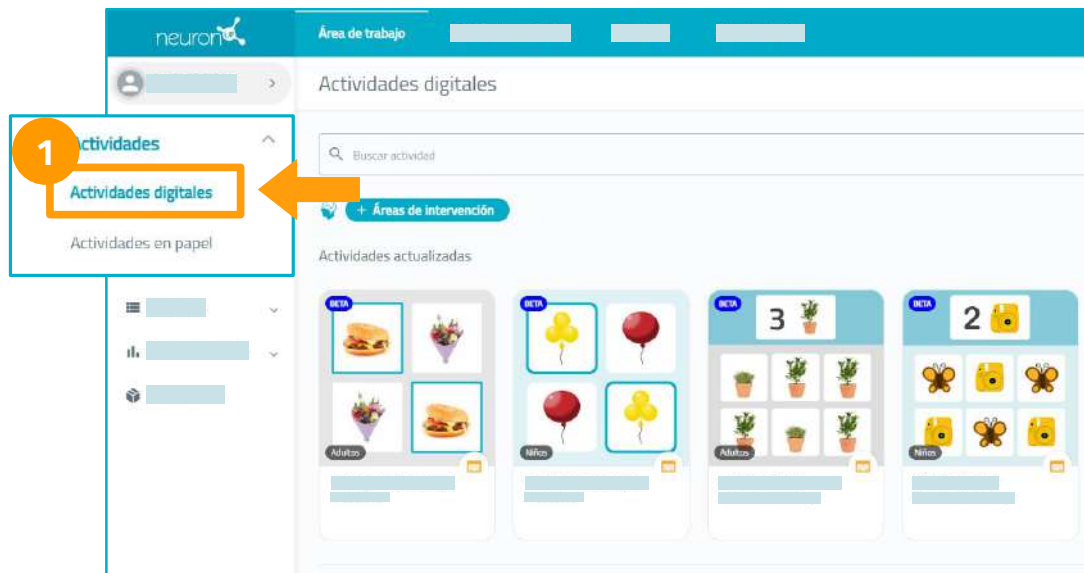 neuronUP
Área de trabajo
Actividades digitales
1
Actividades
Actividades digitales
Actividades en papel
Buscar actividad
+ Áreas de intervención
Actividades actualizadas
BETA
BETA
BETA
3
BETA
2
Adultos
Niños
Adultos
Niños